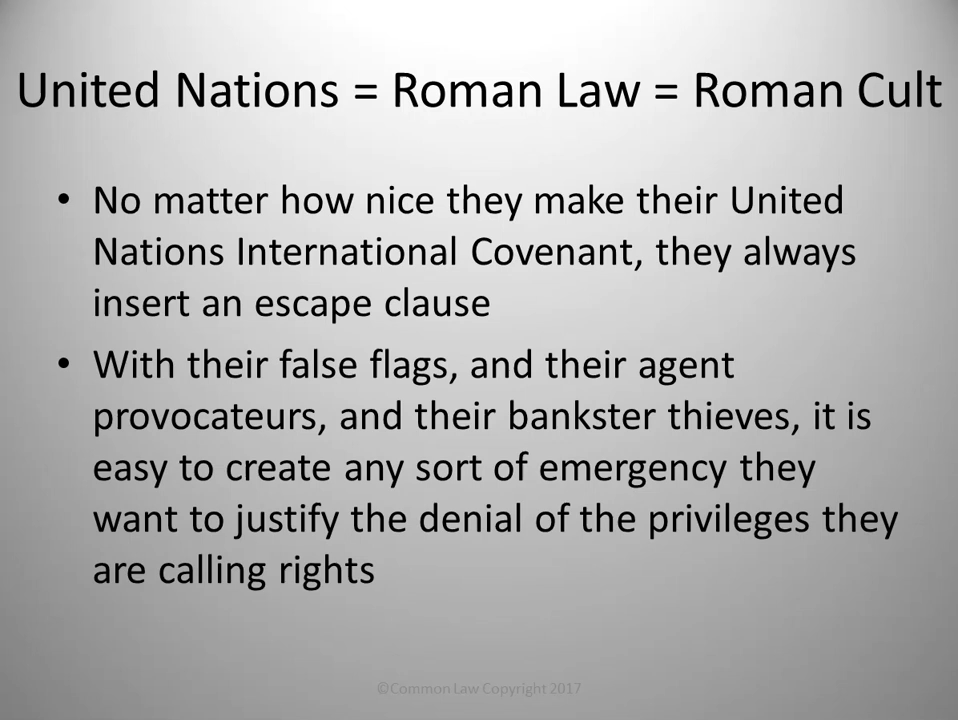 United Nations = Roman Law = Roman Cult
• No matter how nice they make their United
Nations International Covenant, they always
insert an escape clause
• With their false flags, and their agent
provocateurs, and their bankster thieves, it is
easy to create any sort of emergency they
want to justify the denial of the privileges they
are calling rights
©Common Law Copyright 2017